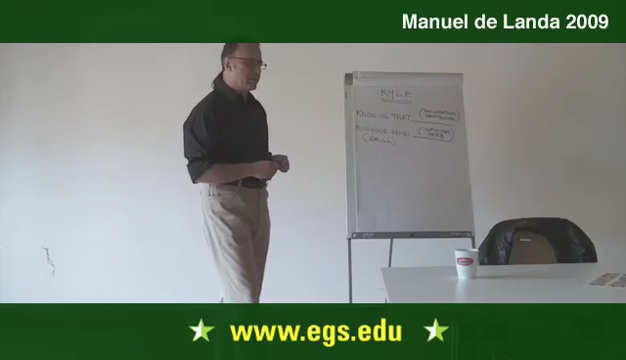 Manuel de Landa 2009
RYLE
KNOWING THAT
KNOWING HOW
(SKILL)
www.egs.edu